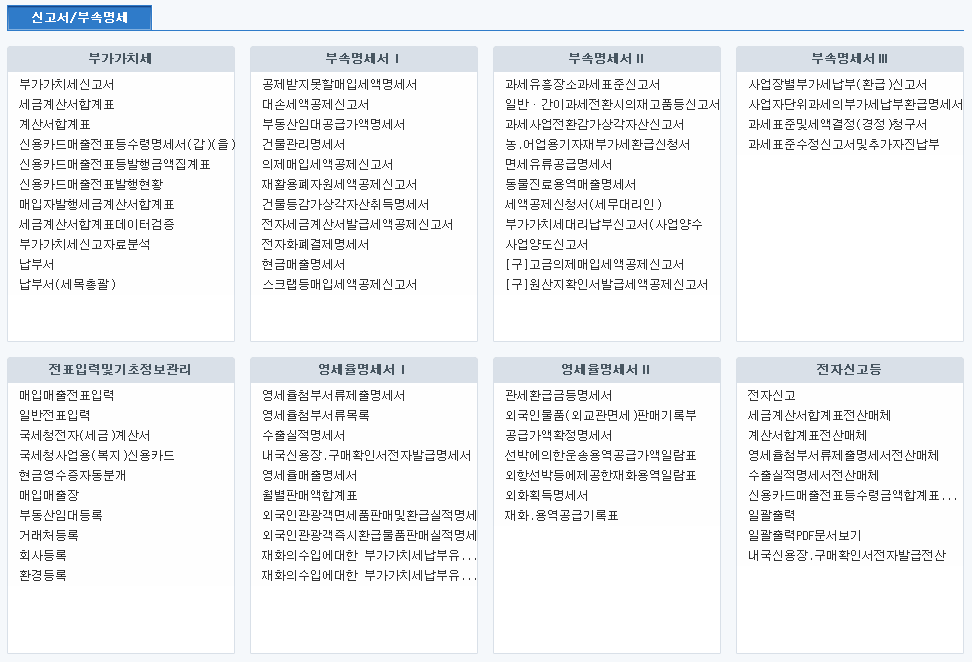 신고서/부속명세
부가가치세
부가가치세신고서
세금계산서합계표
계산서합계표
신용카드매출전표등수령명세서(갑)(을)
신용카드매출전표등발행금액집계표
신용카드매출전표발행현황
매입자발행세금계산서합계표
세금계산서합계표데이터검증
부가가치세신고자료분석
납부서
납부서(세목총괄)
부속명세서 I
공제받지못할매입세액명세서
대손세액공제신고서
부동산임대공급가액명세서
건물관리명세서
의제매입세액공제신고서
재활용폐자원세액공제신고서
건물등감가상각자산취득명세서
전자세금계산서발급세액공제신고서
전자화폐결제명세서
현금매출명세서
스크랩등매입세액공제신고서
부속명세서 II
과세유흥장소과세표준신고서
일반ㆍ간이과세전환시의재고품등신고서
과세사업전환감가상각자산신고서
농.어업용기자재부가세환급신청서
면세유류공급명세서
동물진료용역매출명세서
세액공제신청서(세무대리인)
부가가치세대리납부신고서(사업양수
사업양도신고서
[구]고금의제매입세액공제신고서
[구]원산지확인서발급세액공제신고서
부속명세서Ⅲ
사업장별부가세납부(환급)신고서
사업자단위과세의부가세납부환급명세서
과세표준및세액결정(경정)청구서
과세표준수정신고서및추가자진납부
전표입력및기초정보관리
매입매출전표입력
일반전표입력
국세청전자(세금)계산서
국세청사업용(복지)신용카드
현금영수증자동분개
매입매출장
부동산임대등록
거래처등록
회사등록
환경등록
영세율명세서 I
영세율첨부서류제출명세서
영세율첨부서류목록
수출실적명세서
내국신용장.구매확인서전자발급명세서
영세율매출명세서
월별판매액합계표
외국인관광객면세품판매및환급실적명세
외국인관광객즉시환급물품판매실적명세
재화의수입에대한 부가가치세납부유...
재화의수입에대한 부가가치세납부유...
영세율명세서 II
관세환급금등명세서
외국인물품(외교관면세)판매기록부
공급가액확정명세서
선박에의한운송용역공급가액일람표
외항선박등에제공한재화용역일람표
외화획득명세서
재화.용역공급기록표
전자신고등
전자신고
세금계산서합계표전산매체
계산서합계표전산매체
영세율첨부서류제출명세서전산매체
수출실적명세서전산매체
신용카드매출전표등수령금액합계표...
일괄출력
일괄출력PDF문서보기
내국신용장.구매확인서전자발급전산